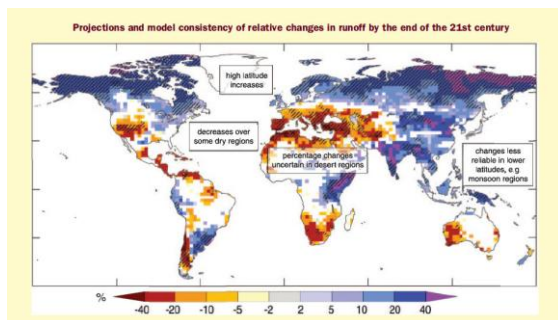 Projections and model consistency of relative changes in runoff by the end of the 21st century
high latitude
increases
decreases over
some dry regions
percentage changes
uncertain in desert regions
changes less
reliable in lower
latitudes, e.g.
monsoon regions
% -40 -20 -10 -5 -2 2 5 10 20 40